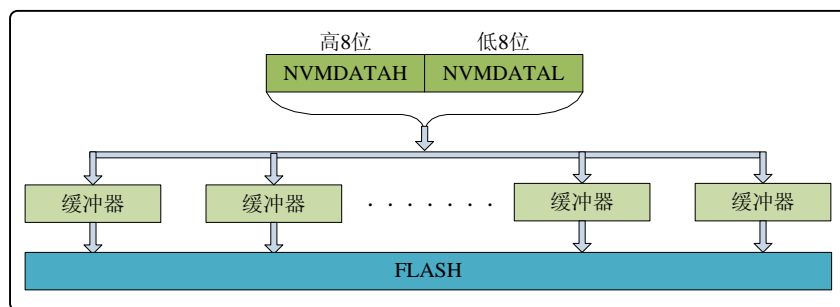 高8位 低8位
NVMDATAH NVMDATAL
缓冲器 缓冲器 . . . . . . . 缓冲器 缓冲器
FLASH